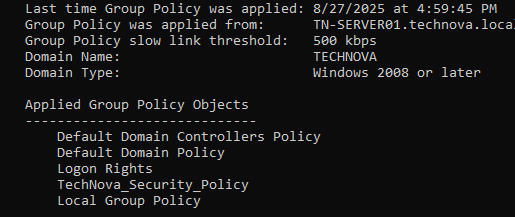 Last time Group Policy was applied: 8/27/2025 at 4:59:45 PM
Group Policy was applied from: TN-SERVER01.technova.loca
Group Policy slow link threshold: 500 kbps
Domain Name: TECHNOVA
Domain Type: Windows 2008 or later
Applied Group Policy Objects
-----------------------------
Default Domain Controllers Policy
Default Domain Policy
Logon Rights
TechNova_Security_Policy
Local Group Policy